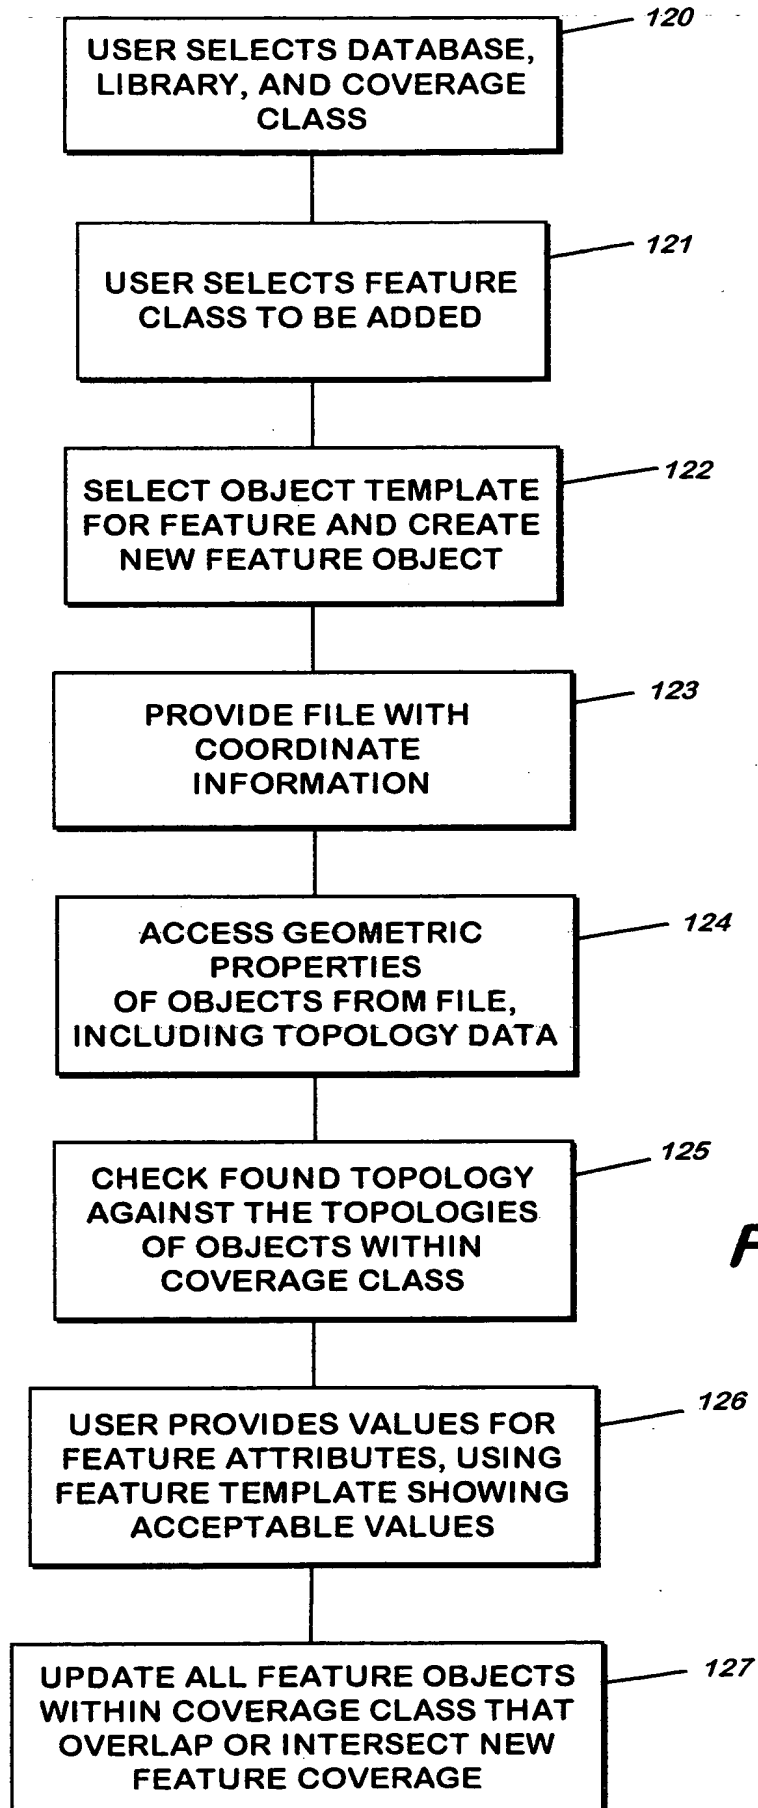 120
USER SELECTS DATABASE,
LIBRARY, AND COVERAGE
CLASS
121
USER SELECTS FEATURE
CLASS TO BE ADDED
122
SELECT OBJECT TEMPLATE
FOR FEATURE AND CREATE
NEW FEATURE OBJECT
123
PROVIDE FILE WITH
COORDINATE
INFORMATION
124
ACCESS GEOMETRIC
PROPERTIES
OF OBJECTS FROM FILE,
INCLUDING TOPOLOGY DATA
125
CHECK FOUND TOPOLOGY
AGAINST THE TOPOLOGIES
OF OBJECTS WITHIN
COVERAGE CLASS
F
126
USER PROVIDES VALUES FOR
FEATURE ATTRIBUTES, USING
FEATURE TEMPLATE SHOWING
ACCEPTABLE VALUES
127
UPDATE ALL FEATURE OBJECTS
WITHIN COVERAGE CLASS THAT
OVERLAP OR INTERSECT NEW
FEATURE COVERAGE